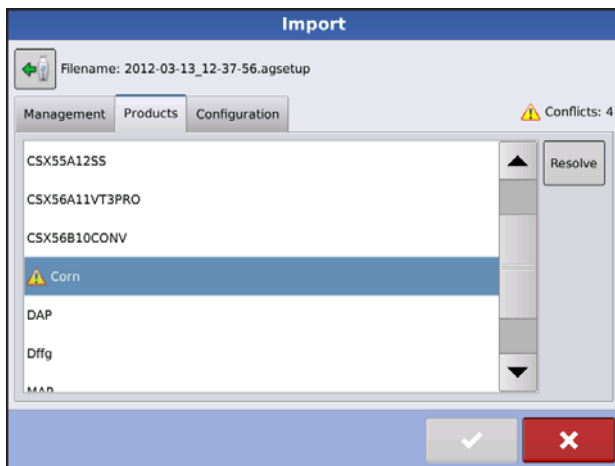 Import
Filename: 2012-03-13_12-37-56.agsetup
Management Products Configuration
Conflicts: 4
CSX55A12SS
Resolve
CSX56A11VT3PRO
CSX56B10CONV
Corn
DAP
Dffg
MAP